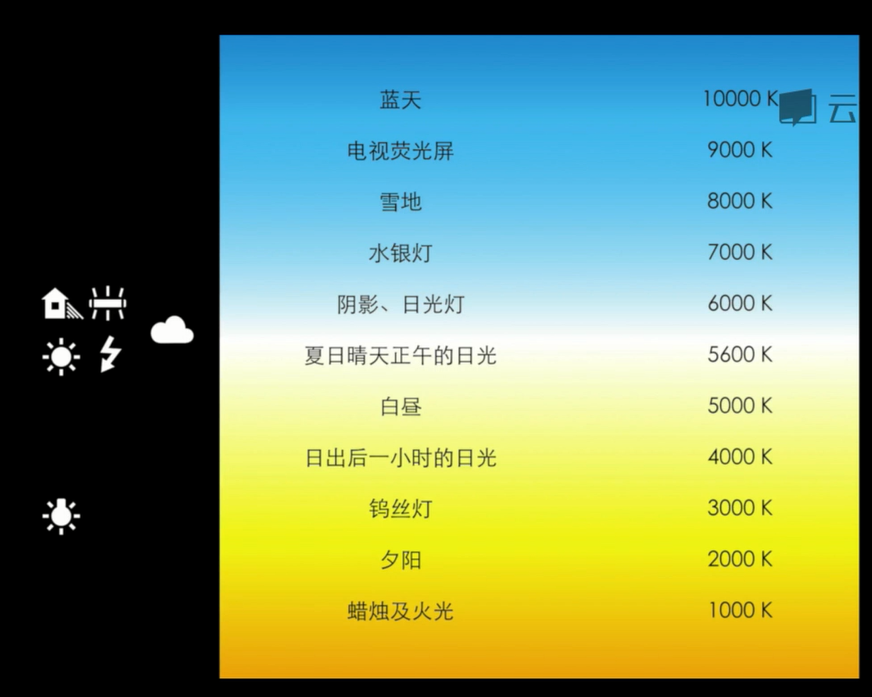 蓝天 10000 K
云
电视荧光屏 9000 K
雪地 8000 K
水银灯 7000 K
阴影、日光灯 6000 K
夏日晴天正午的日光 5600 K
白昼 5000 K
日出后一小时的日光 4000 K
钨丝灯 3000 K
夕阳 2000 K
蜡烛及火光 1000 K